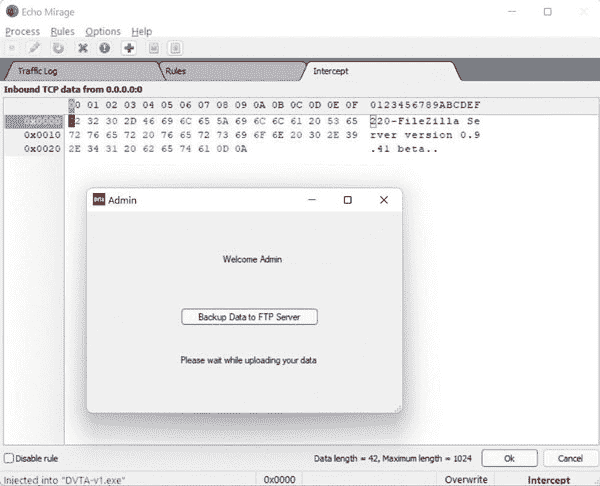 Echo Mirage
Process Rules Options Help
Traffic Log Rules Intercept
Inbound TCP data from 0.0.0.0:0
00 01 02 03 04 05 06 07 08 09 0A 0B 0C 0D 0E 0F 0123456789ABCDEF
0x0000 32 32 30 2D 46 69 6C 65 5A 69 6C 6C 61 20 53 65 220-FileZilla Se
0x0010 72 76 65 72 20 76 65 72 73 69 6F 6E 20 30 2E 39 rver version 0.9
0x0020 2E 34 31 20 62 65 74 61 0D 0A .41 beta..
Admin
Welcome Admin
Backup Data to FTP Server
Please wait while uploading your data
Disable rule Data length = 42, Maximum length = 1024 Ok Cancel
Injected into "DVTA-v1.exe" 0x0000 Overwrite Intercept